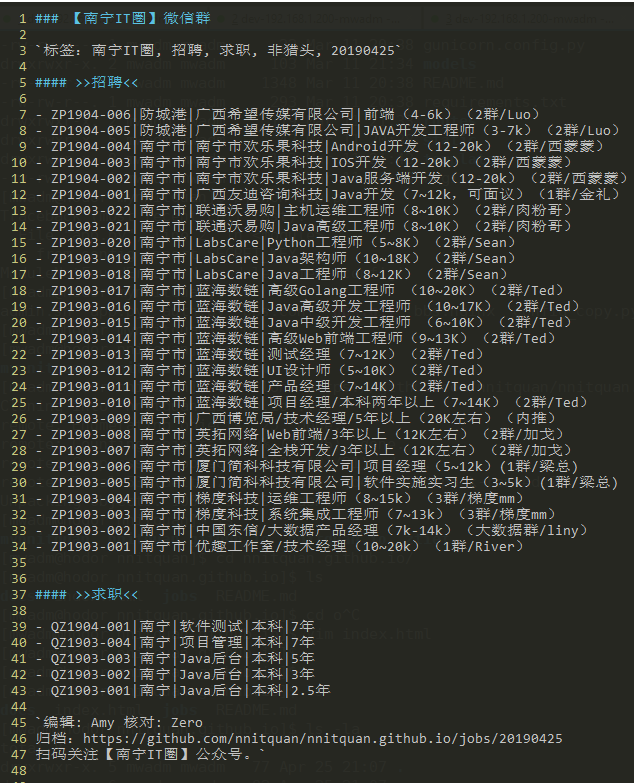 1 ### 【南宁IT圈】微信群
2
3 `标签: 南宁IT圈, 招聘, 求职, 非猎头, 20190425`
4
5 #### >>招聘<<
6
7 - ZP1904-006|防城港|广西希望传媒有限公司|前端（4-6k）（2群/Luo）
8 - ZP1904-005|防城港|广西希望传媒有限公司|JAVA开发工程师（3-7k）（2群/Luo）
9 - ZP1904-004|南宁市|南宁市欢乐果科技|Android开发（12-20k）（2群/西蒙蒙）
10 - ZP1904-003|南宁市|南宁市欢乐果科技|IOS开发（12-20k）（2群/西蒙蒙）
11 - ZP1904-002|南宁市|南宁市欢乐果科技|Java服务端开发（12-20k）（2群/西蒙蒙）
12 - ZP1904-001|南宁市|广西友迪咨询科技|Java开发（7~12k，可面议）（1群/金礼）
13 - ZP1903-022|南宁市|联通沃易购|主机运维工程师（8~10K）（2群/肉粉哥）
14 - ZP1903-021|南宁市|联通沃易购|Java高级工程师（8~10K）（2群/肉粉哥）
15 - ZP1903-020|南宁市|LabsCare|Python工程师（5~8K）（2群/Sean）
16 - ZP1903-019|南宁市|LabsCare|Java架构师（10~18K）（2群/Sean）
17 - ZP1903-018|南宁市|LabsCare|Java工程师（8~12K）（2群/Sean）
18 - ZP1903-017|南宁市|蓝海数链|高级Golang工程师 （10~20K）（2群/Ted）
19 - ZP1903-016|南宁市|蓝海数链|Java高级开发工程师 （10~17K）（2群/Ted）
20 - ZP1903-015|南宁市|蓝海数链|Java中级开发工程师 （6~10K）（2群/Ted）
21 - ZP1903-014|南宁市|蓝海数链|高级Web前端工程师（9~13K）（2群/Ted）
22 - ZP1903-013|南宁市|蓝海数链|测试经理（7~12K）（2群/Ted）
23 - ZP1903-012|南宁市|蓝海数链|UI设计师（5~10K）（2群/Ted）
24 - ZP1903-011|南宁市|蓝海数链|产品经理（7~14K）（2群/Ted）
25 - ZP1903-010|南宁市|蓝海数链|项目经理/本科两年以上（7~14K）（2群/Ted）
26 - ZP1903-009|南宁市|广西博览局/技术经理/5年以上（20K左右）（内推）
27 - ZP1903-008|南宁市|英拓网络|Web前端/3年以上（12K左右）（2群/加戈）
28 - ZP1903-007|南宁市|英拓网络|全栈开发/3年以上（12K左右）（2群/加戈）
29 - ZP1903-006|南宁市|厦门简科科技有限公司|项目经理（5~12k）(1群/梁总)
30 - ZP1903-005|南宁市|厦门简科科技有限公司|软件实施实习生（3~5k）(1群/梁总)
31 - ZP1903-004|南宁市|梯度科技|运维工程师（8~15k）（3群/梯度mm）
32 - ZP1903-003|南宁市|梯度科技|系统集成工程师（7~13k）（3群/梯度mm）
33 - ZP1903-002|南宁市|中国东信/大数据产品经理（7k-14k）（大数据群/liny）
34 - ZP1903-001|南宁市|优趣工作室/技术经理（10~20k）（1群/River）
35
36
37 #### >>求职<<
38
39 - QZ1904-001|南宁|软件测试|本科|7年
40 - QZ1903-004|南宁|项目管理|本科|7年
41 - QZ1903-003|南宁|Java后台|本科|5年
42 - QZ1903-002|南宁|Java后台|本科|3年
43 - QZ1903-001|南宁|Java后台|本科|2.5年
44
45 `编辑: Amy 核对: Zero
46 归档: https://github.com/nnitquan/nnitquan.github.io/jobs/20190425
47 扫码关注【南宁IT圈】公众号。`
48